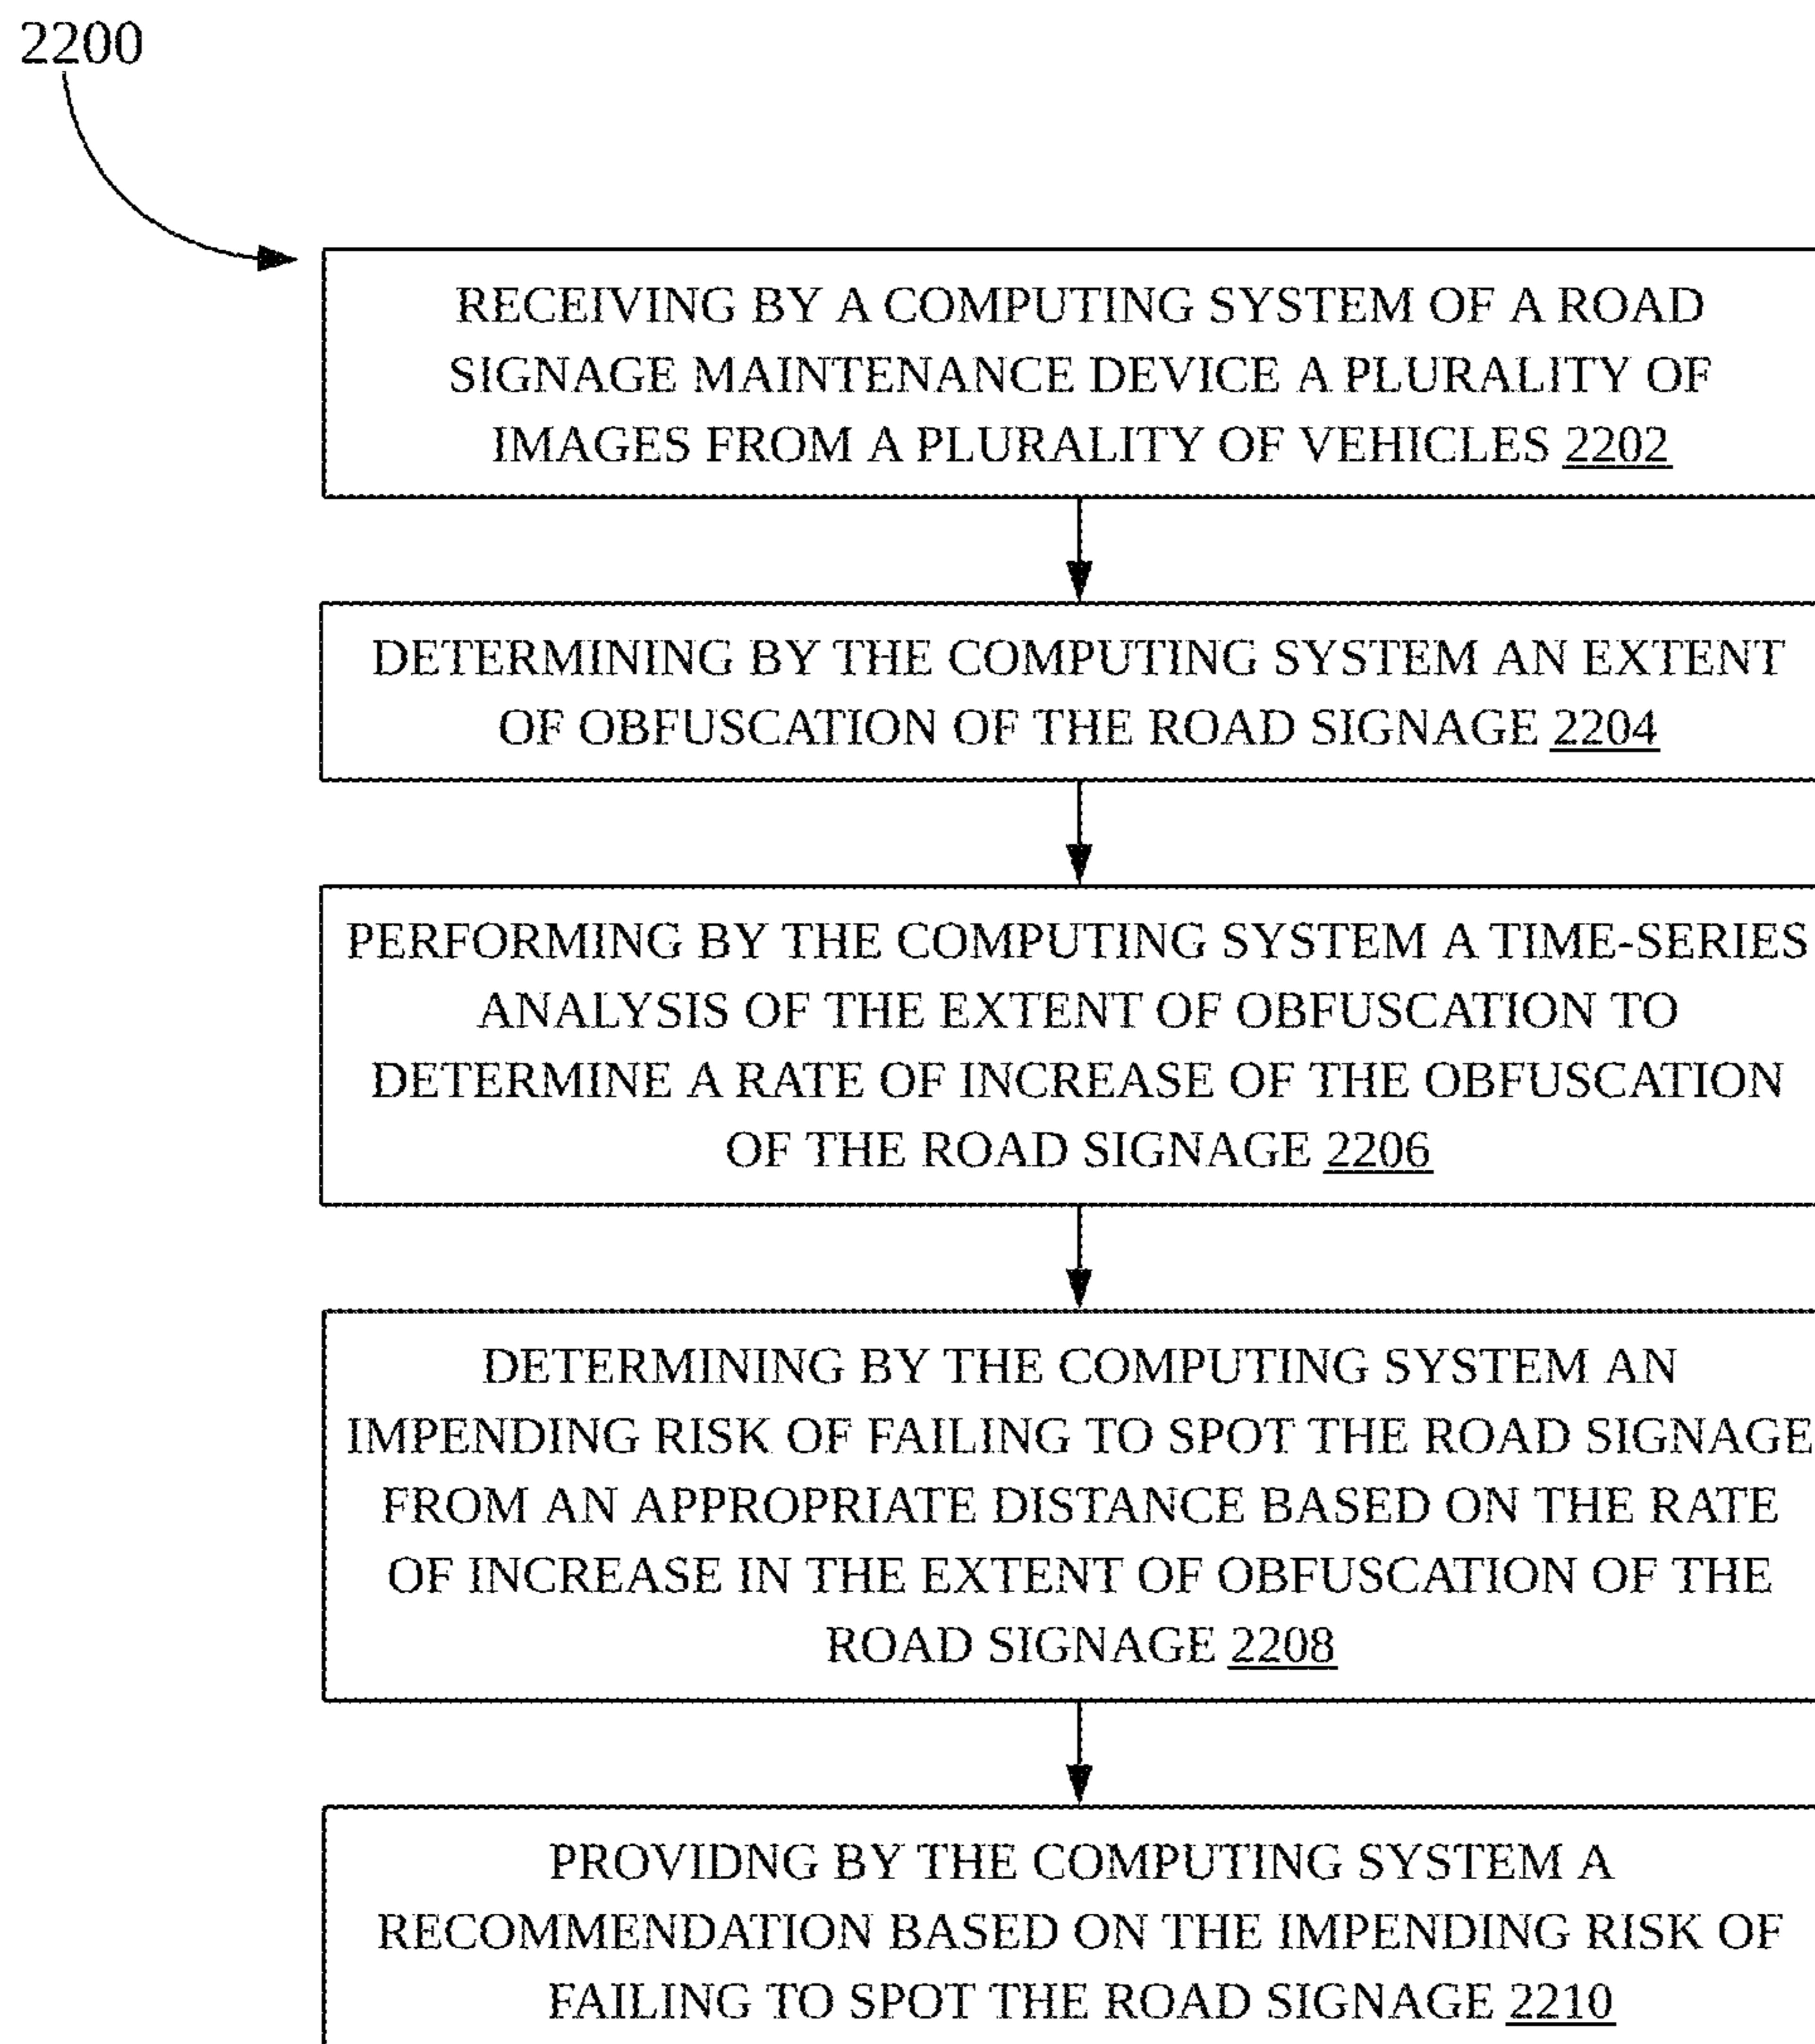 2200
RECEIVING BY A COMPUTING SYSTEM OF A ROAD
SIGNAGE MAINTENANCE DEVICE A PLURALITY OF
IMAGES FROM A PLURALITY OF VEHICLES 2202
DETERMINING BY THE COMPUTING SYSTEM AN EXTENT
OF OBFUSCATION OF THE ROAD SIGNAGE 2204
PERFORMING BY THE COMPUTING SYSTEM A TIME-SERIES
ANALYSIS OF THE EXTENT OF OBFUSCATION TO
DETERMINE A RATE OF INCREASE OF THE OBFUSCATION
OF THE ROAD SIGNAGE 2206
DETERMINING BY THE COMPUTING SYSTEM AN
IMPENDING RISK OF FAILING TO SPOT THE ROAD SIGNAGE
FROM AN APPROPRIATE DISTANCE BASED ON THE RATE
OF INCREASE IN THE EXTENT OF OBFUSCATION OF THE
ROAD SIGNAGE 2208
PROVIDNG BY THE COMPUTING SYSTEM A
RECOMMENDATION BASED ON THE IMPENDING RISK OF
FAILING TO SPOT THE ROAD SIGNAGE 2210